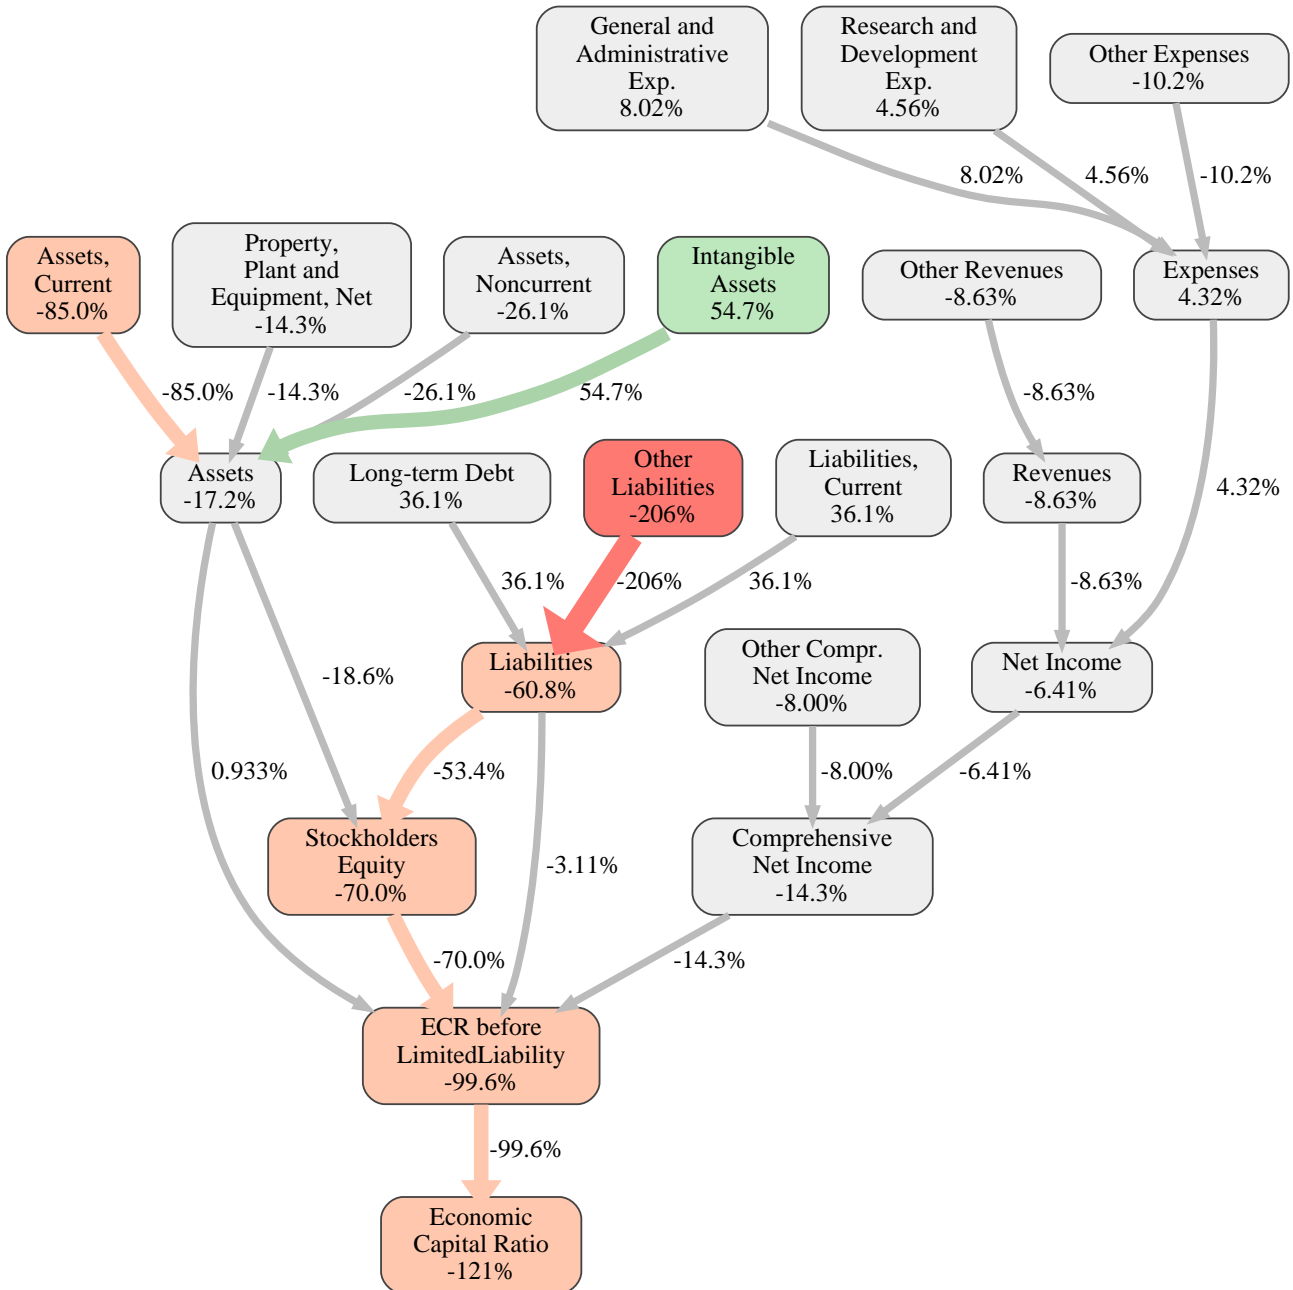 General and
Administrative
Exp.
8.02%
Research and
Development
Exp.
4.56%
Other Expenses
-10.2%
8.02%
4.56%
-10.2%
Assets,
Current
-85.0%
Property,
Plant and
Equipment, Net
-14.3%
Assets,
Noncurrent
-26.1%
Intangible
Assets
54.7%
Other Revenues
-8.63%
Expenses
4.32%
-85.0%
-14.3%
-26.1%
54.7%
-8.63%
4.32%
Assets
-17.2%
Long-term Debt
36.1%
Other
Liabilities
-206%
Liabilities,
Current
36.1%
Revenues
-8.63%
36.1%
-206%
36.1%
-8.63%
-18.6%
Liabilities
-60.8%
Other Compr.
Net Income
-8.00%
Net Income
-6.41%
0.933%
-53.4%
-8.00%
-6.41%
Stockholders
Equity
-70.0%
-3.11%
Comprehensive
Net Income
-14.3%
-70.0%
-14.3%
ECR before
LimitedLiability
-99.6%
-99.6%
Economic
Capital Ratio
-121%